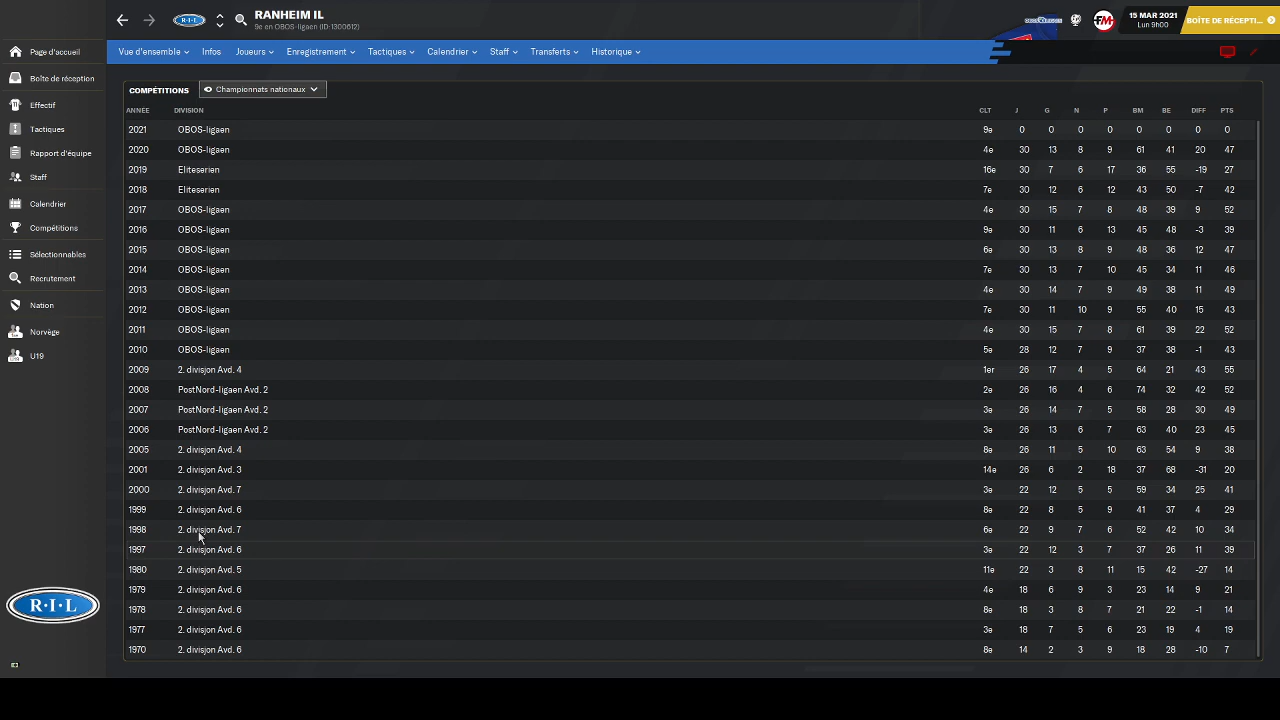 RANHEIM IL
9e en OBOS-ligaen (ID:1300612)
15 MAR 2021
Lun 9h00
BOÎTE DE RÉCEPTI...
R·I·L
FM
Vue d'ensemble Infos Joueurs Enregistrement Tactiques Calendrier Staff Transferts Historique
Page d'accueil
Boîte de réception
Effectif
Tactiques
Rapport d'équipe
Staff
Calendrier
Compétitions
Sélectionnables
Recrutement
Nation
Norvège
U19
R·I·L
COMPÉTITIONS Championnats nationaux
ANNÉE DIVISION CLT J G N P BM BE DIFF PTS
2021 OBOS-ligaen 9e 0 0 0 0 0 0 0 0
2020 OBOS-ligaen 4e 30 13 8 9 61 41 20 47
2019 Eliteserien 16e 30 7 6 17 36 55 -19 27
2018 Eliteserien 7e 30 12 6 12 43 50 -7 42
2017 OBOS-ligaen 4e 30 15 7 8 48 39 9 52
2016 OBOS-ligaen 9e 30 11 6 13 45 48 -3 39
2015 OBOS-ligaen 6e 30 13 8 9 48 36 12 47
2014 OBOS-ligaen 7e 30 13 7 10 45 34 11 46
2013 OBOS-ligaen 4e 30 14 7 9 49 38 11 49
2012 OBOS-ligaen 7e 30 11 10 9 55 40 15 43
2011 OBOS-ligaen 4e 30 15 7 8 61 39 22 52
2010 OBOS-ligaen 5e 28 12 7 9 37 38 -1 43
2009 2. divisjon Avd. 4 1er 26 17 4 5 64 21 43 55
2008 PostNord-ligaen Avd. 2 2e 26 16 4 6 74 32 42 52
2007 PostNord-ligaen Avd. 2 3e 26 14 7 5 58 28 30 49
2006 PostNord-ligaen Avd. 2 3e 26 13 6 7 63 40 23 45
2005 2. divisjon Avd. 4 8e 26 11 5 10 63 54 9 38
2001 2. divisjon Avd. 3 14e 26 6 2 18 37 68 -31 20
2000 2. divisjon Avd. 7 3e 22 12 5 5 59 34 25 41
1999 2. divisjon Avd. 6 8e 22 8 5 9 41 37 4 29
1998 2. divisjon Avd. 7 6e 22 9 7 6 52 42 10 34
1997 2. divisjon Avd. 6 3e 22 12 3 7 37 26 11 39
1980 2. divisjon Avd. 5 11e 22 3 8 11 15 42 -27 14
1979 2. divisjon Avd. 6 4e 18 6 9 3 23 14 9 21
1978 2. divisjon Avd. 6 8e 18 3 8 7 21 22 -1 14
1977 2. divisjon Avd. 6 3e 18 7 5 6 23 19 4 19
1970 2. divisjon Avd. 6 8e 14 2 3 9 18 28 -10 7